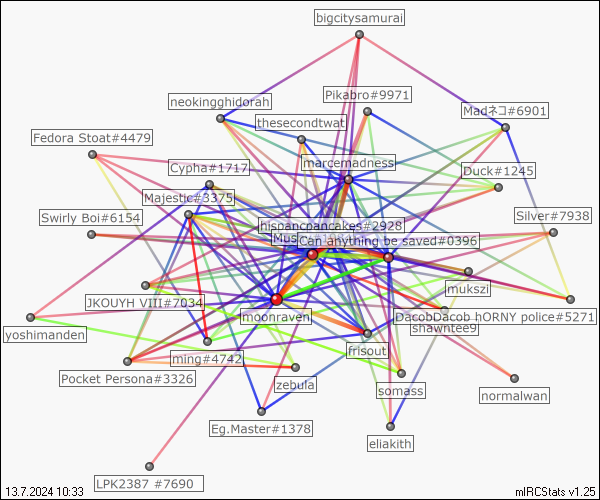 bigcitysamurai
Pikabro#9971
neokingghidorah
Madネコ#6901
thesecondtwat
Fedora Stoat#4479
marcemadness
Cypha#1717
Duck#1245
Majestic#3375
Swirly Boi#6154
Silver#7938
hispancpancakes#2928
Can anything be saved#0396
mukszi
JKOUYH VIII#7034
moonraven
DacobDacob hORNY police#5271
shawntee9
yoshimanden
frisout
ming#4742
Pocket Persona#3326
zebula
somass
normalwan
Eg.Master#1378
eliakith
LPK2387 #7690
13.7.2024 10:33
mIRCStats v1.25